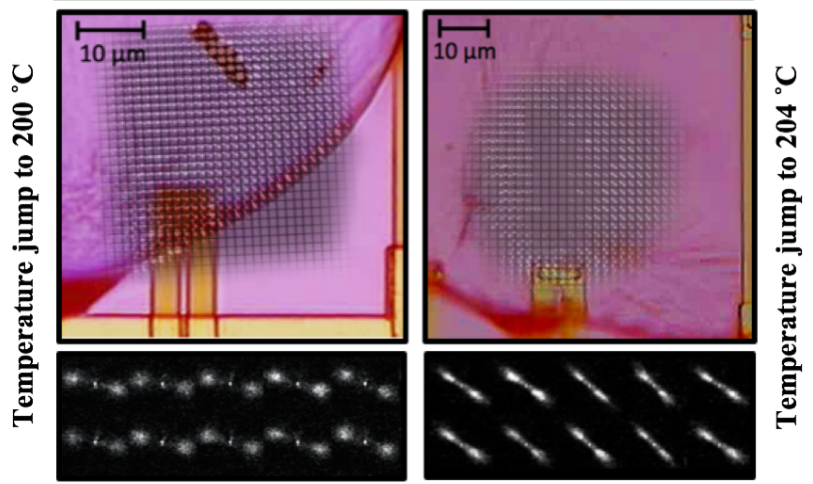 Temperature jump to 200 ˚C
10 μm
10 μm
Temperature jump to 204 ˚C